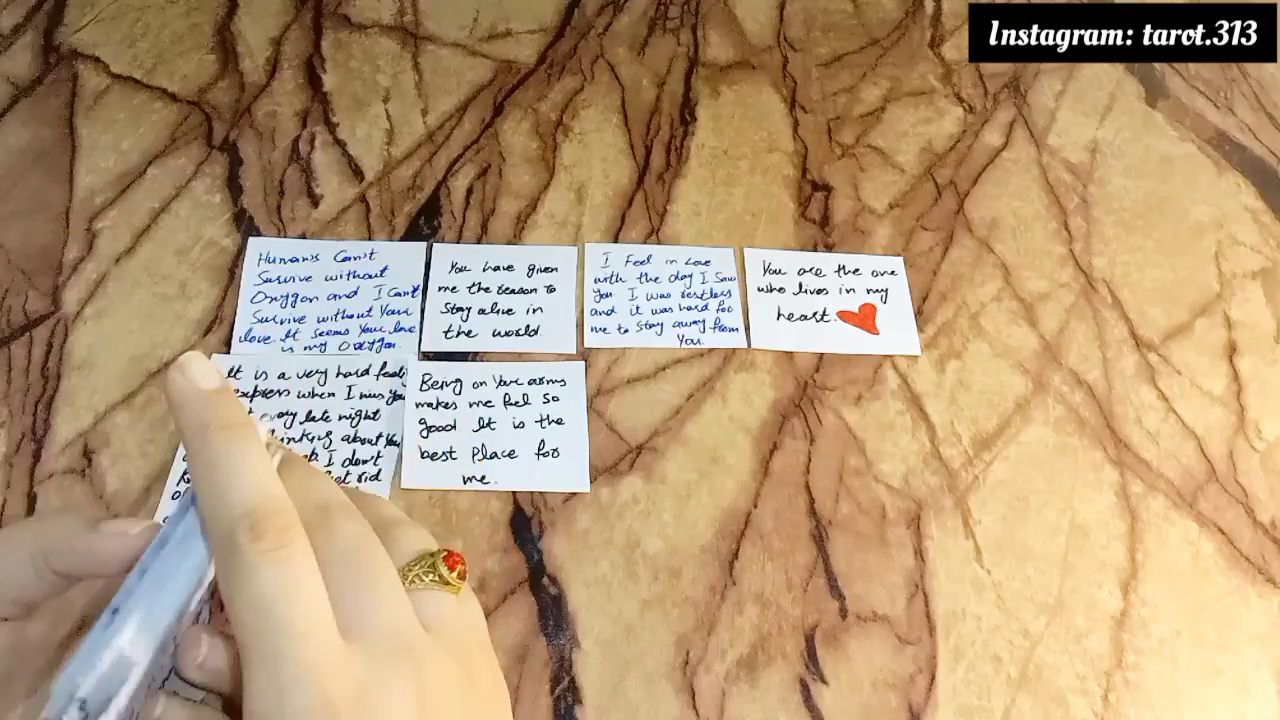 Instagram: tarot.313
Humans Can't
Survive without
Oxygon and I Can't
Survive without Your
love. It seems Your love
is my Oxygon.
You have given
me the reason to
Stay alive in
the world.
I Feel in Love
with the day I Saw
You I was restless
and it was hard for
me to stay away from
You.
You are the one
who lives in my
heart.
It is a very hard
express when I miss You
every late night
about You
I don't
rid
Being on Your arms
makes me feel so
good It is the
best place for
me.